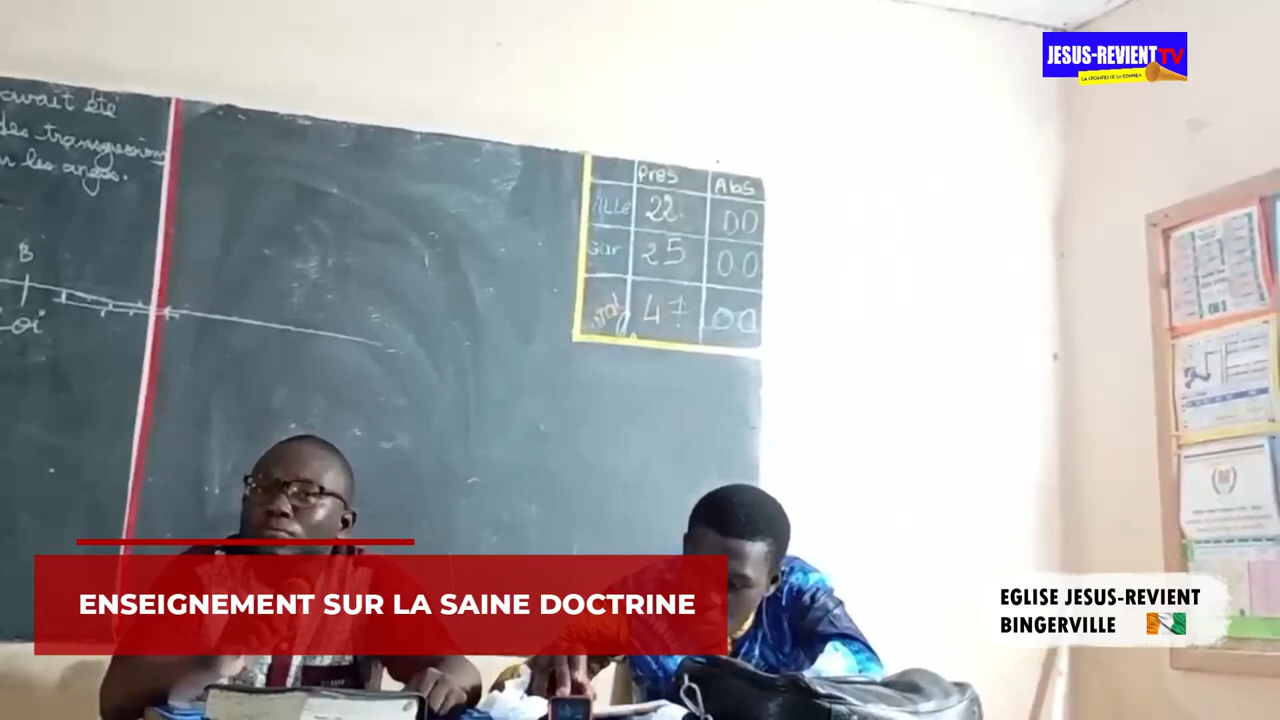 JESUS-REVIENT TV
avait été
des transgressions
les anges.
Pres Abs
22 00
Gar 25 00
47 00
B
Loi
ENSEIGNEMENT SUR LA SAINE DOCTRINE
EGLISE JESUS-REVIENT
BINGERVILLE